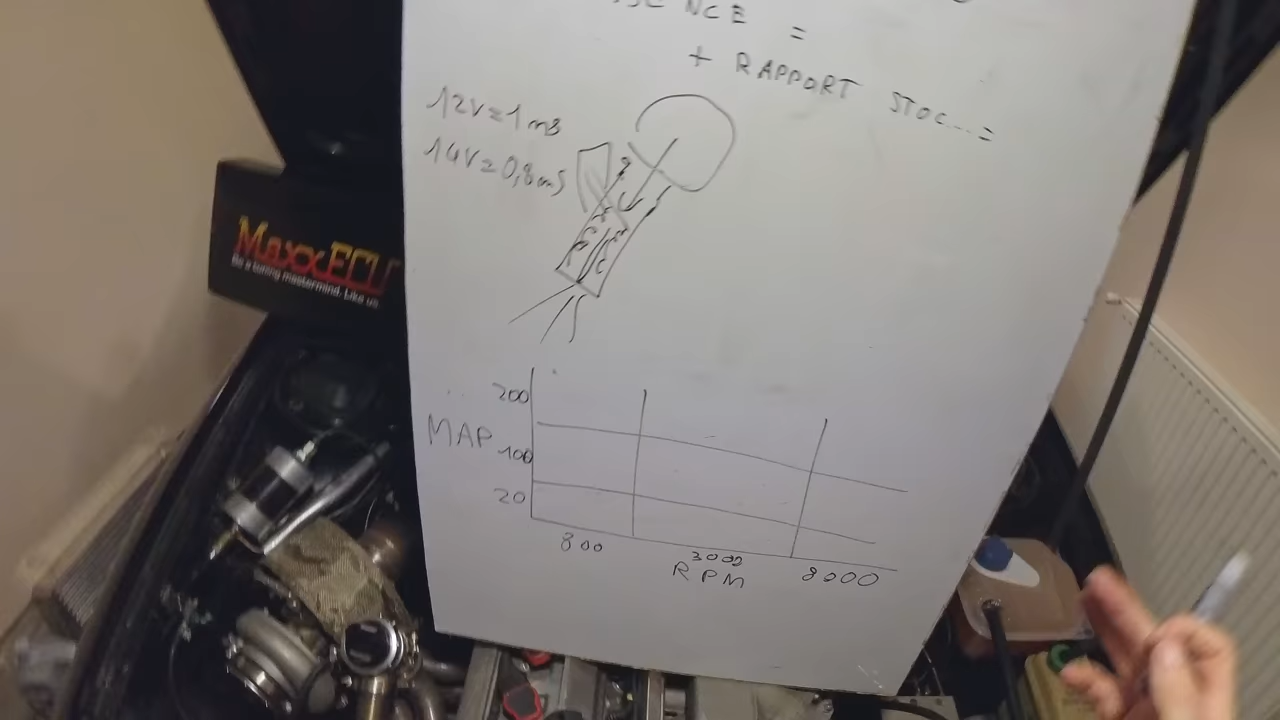 =
+ RAPPORT STOC...=
12V=1ms
14V=0,8ms
MaxxECU
Be a tuning mastermind. Like us.
200
MAP
100
20
800
3000
8000
RPM